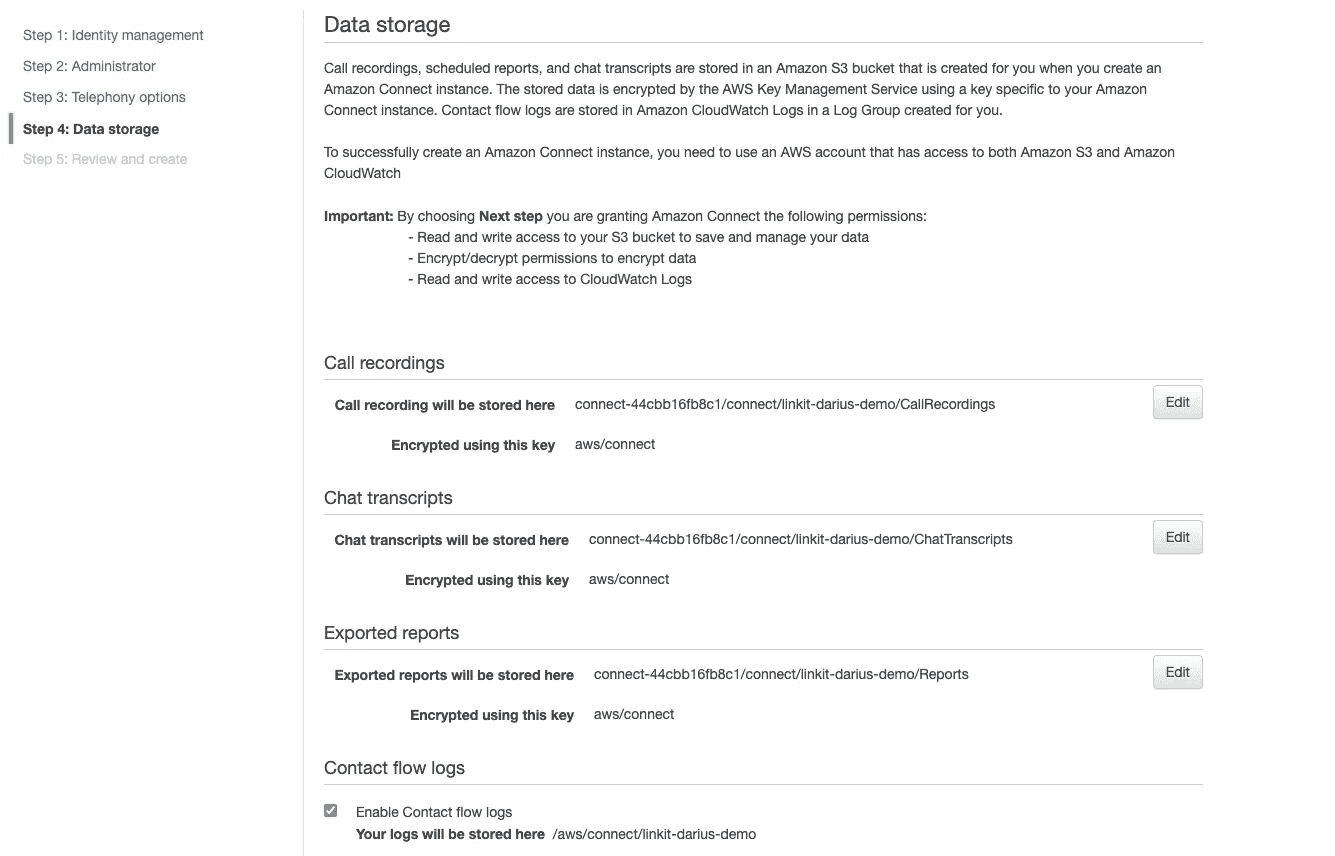 Step 1: Identity management
Step 2: Administrator
Step 3: Telephony options
Step 4: Data storage
Step 5: Review and create
Data storage
Call recordings, scheduled reports, and chat transcripts are stored in an Amazon S3 bucket that is created for you when you create an
Amazon Connect instance. The stored data is encrypted by the AWS Key Management Service using a key specific to your Amazon
Connect instance. Contact flow logs are stored in Amazon CloudWatch Logs in a Log Group created for you.
To successfully create an Amazon Connect instance, you need to use an AWS account that has access to both Amazon S3 and Amazon
CloudWatch
Important: By choosing Next step you are granting Amazon Connect the following permissions:
- Read and write access to your S3 bucket to save and manage your data
- Encrypt/decrypt permissions to encrypt data
- Read and write access to CloudWatch Logs
Call recordings
Call recording will be stored here connect-44cbb16fb8c1/connect/linkit-darius-demo/CallRecordings Edit
Encrypted using this key aws/connect
Chat transcripts
Chat transcripts will be stored here connect-44cbb16fb8c1/connect/linkit-darius-demo/ChatTranscripts Edit
Encrypted using this key aws/connect
Exported reports
Exported reports will be stored here connect-44cbb16fb8c1/connect/linkit-darius-demo/Reports Edit
Encrypted using this key aws/connect
Contact flow logs
Enable Contact flow logs
Your logs will be stored here /aws/connect/linkit-darius-demo